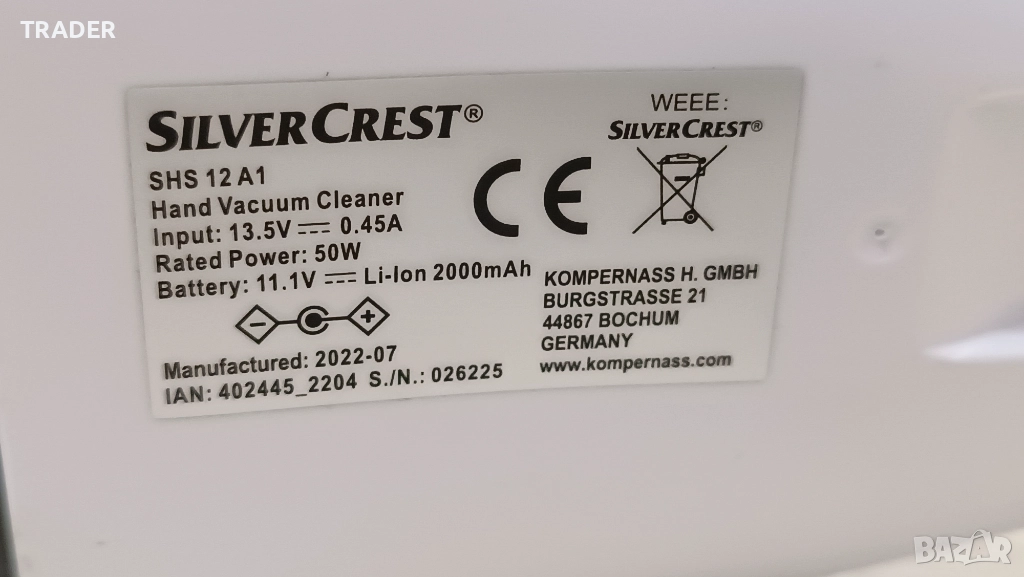 TRADER
SILVERCREST®
SHS 12 A1
Hand Vacuum Cleaner
Input: 13.5V 0.45A
Rated Power: 50W
Battery: 11.1V Li-Ion 2000mAh
Manufactured: 2022-07
IAN: 402445_2204 S./N.: 026225
CE
WEEE:
SILVERCREST®
KOMPERNASS H. GMBH
BURGSTRASSE 21
44867 BOCHUM
GERMANY
www.kompernass.com
BAZAR